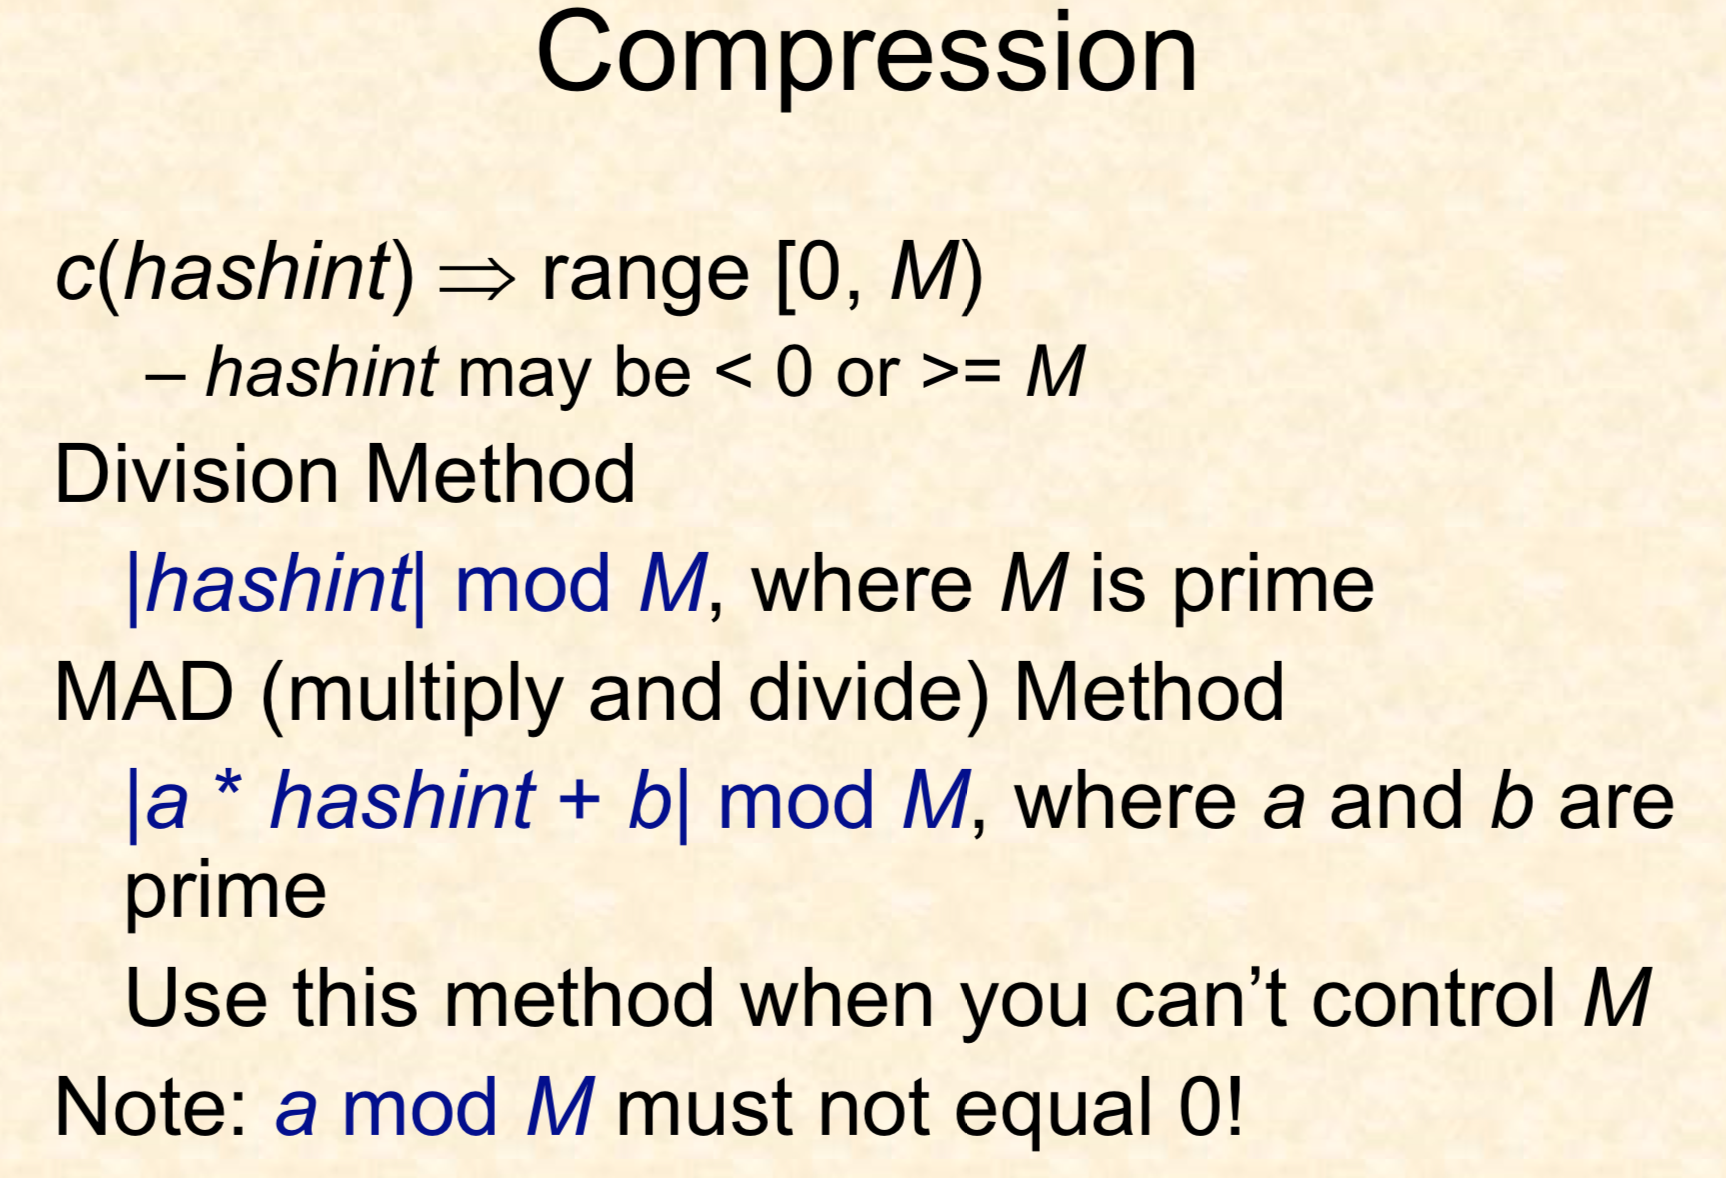 Compression
c(hashint) ⇒ range [0, M)
– hashint may be < 0 or >= M
Division Method
|hashint| mod M, where M is prime
MAD (multiply and divide) Method
|a * hashint + b| mod M, where a and b are
prime
Use this method when you can’t control M
Note: a mod M must not equal 0!